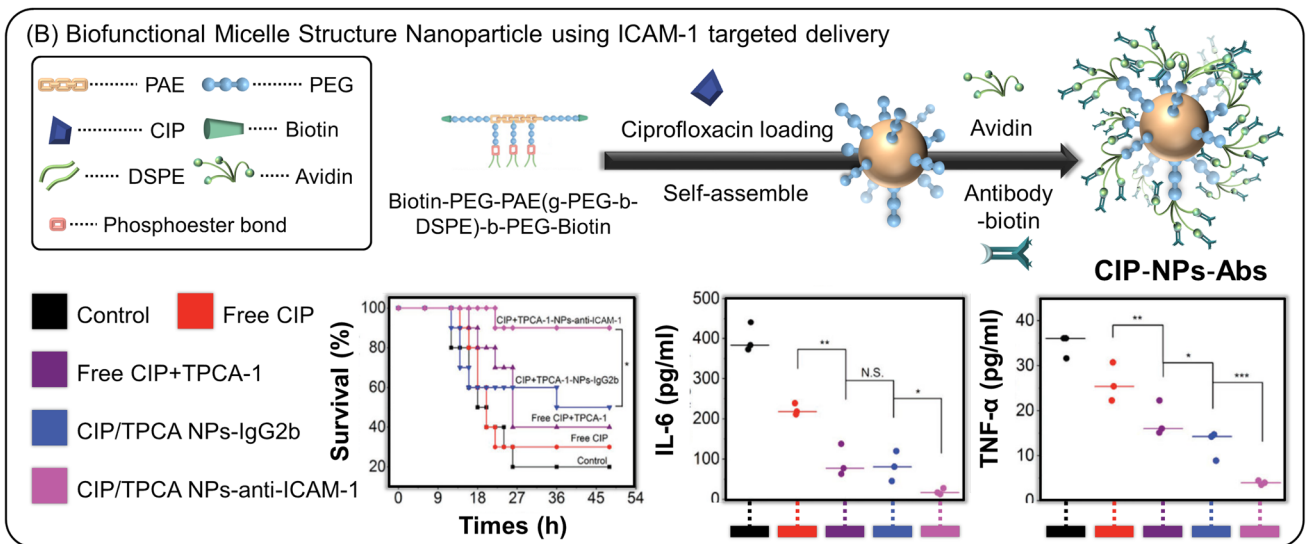 (B) Biofunctional Micelle Structure Nanoparticle using ICAM-1 targeted delivery
PAE
PEG
CIP
Biotin
DSPE
Avidin
Phosphoester bond
Biotin-PEG-PAE(g-PEG-b-
DSPE)-b-PEG-Biotin
Ciprofloxacin loading
Self-assemble
Avidin
Antibody
-biotin
CIP-NPs-Abs
Control
Free CIP
Free CIP+TPCA-1
CIP/TPCA NPs-IgG2b
CIP/TPCA NPs-anti-ICAM-1
Survival (%)
100
80
60
40
20
0 9 18 27 36 45 54
Times (h)
CIP+TPCA-1-NPs-anti-ICAM-1
*
CIP+TPCA-1-NPs-IgG2b
Free CIP+TPCA-1
Free CIP
Control
IL-6 (pg/ml)
500
400
300
200
100
0
**
N.S.
*
TNF-α (pg/ml)
40
30
20
10
0
**
*
***